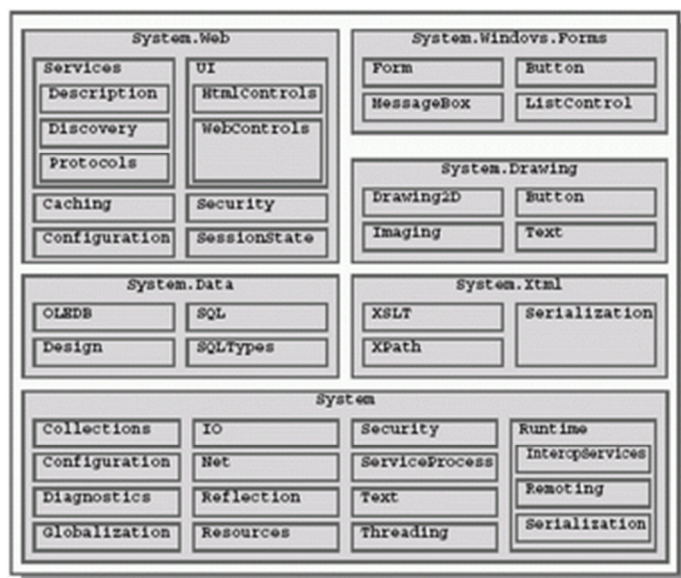 System.Web
Services
Description
Discovery
Protocols
UI
HtmlControls
WebControls
Caching
Security
Configuration
SessionState
System.Windows.Forms
Form
Button
MessageBox
ListControl
System.Drawing
Drawing2D
Button
Imaging
Text
System.Data
OLEDB
SQL
Design
SQLTypes
System.Xtml
XSLT
Serialization
XPath
System
Collections
IO
Security
Runtime
InteropServices
Remoting
Serialization
Configuration
Net
ServiceProcess
Diagnostics
Reflection
Text
Globalization
Resources
Threading